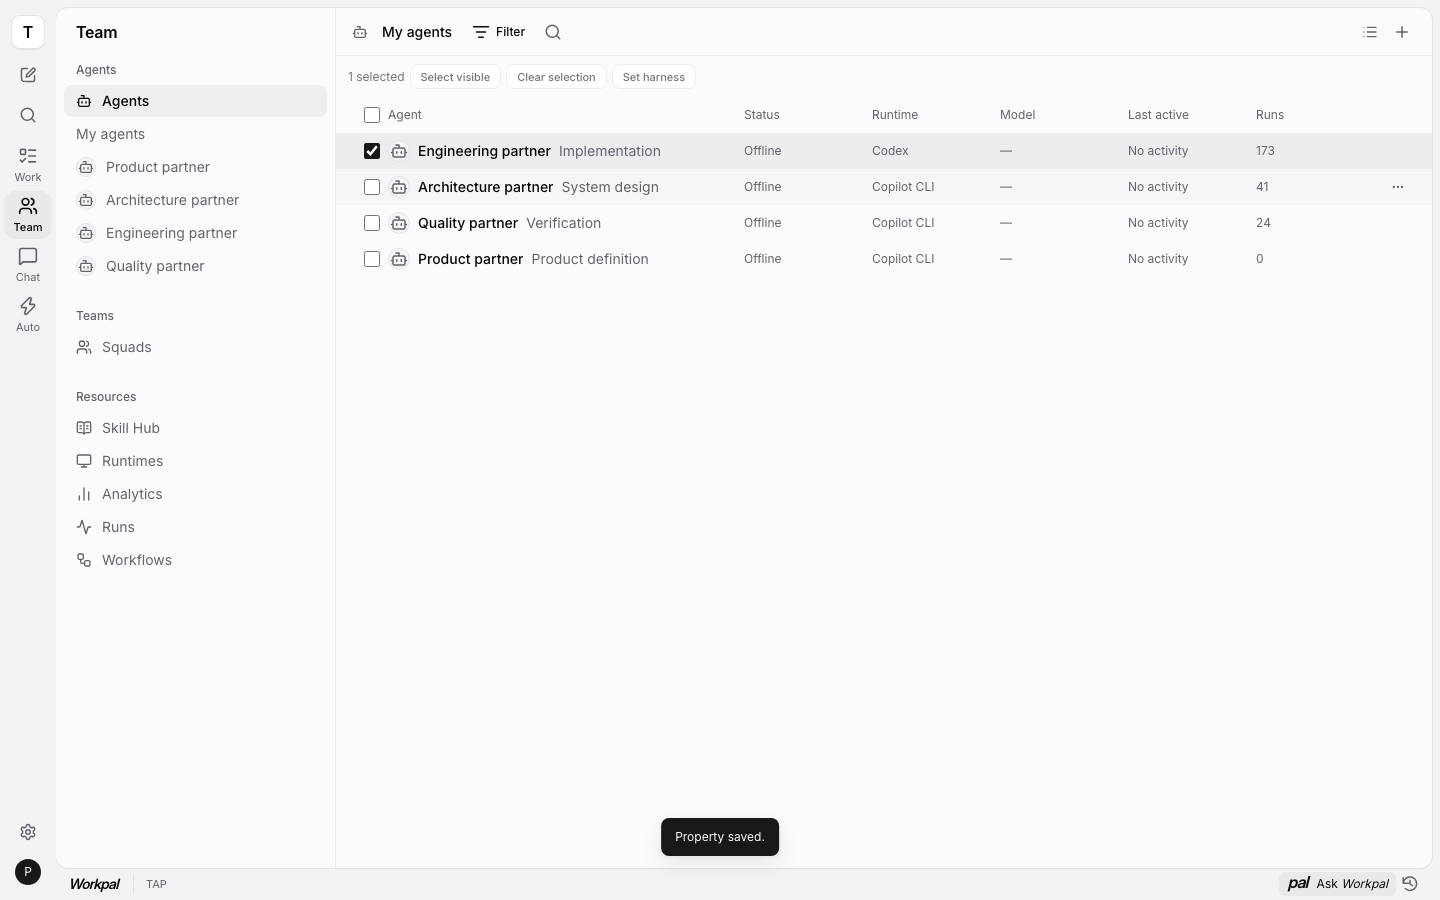 T
Work
Team
Chat
Auto
P
Team
Agents
Agents
My agents
Product partner
Architecture partner
Engineering partner
Quality partner
Teams
Squads
Resources
Skill Hub
Runtimes
Analytics
Runs
Workflows
My agents Filter
1 selected Select visible Clear selection Set harness
Agent Status Runtime Model Last active Runs
Engineering partner Implementation Offline Codex — No activity 173
Architecture partner System design Offline Copilot CLI — No activity 41 ...
Quality partner Verification Offline Copilot CLI — No activity 24
Product partner Product definition Offline Copilot CLI — No activity 0
Property saved.
Workpal TAP
pal Ask Workpal